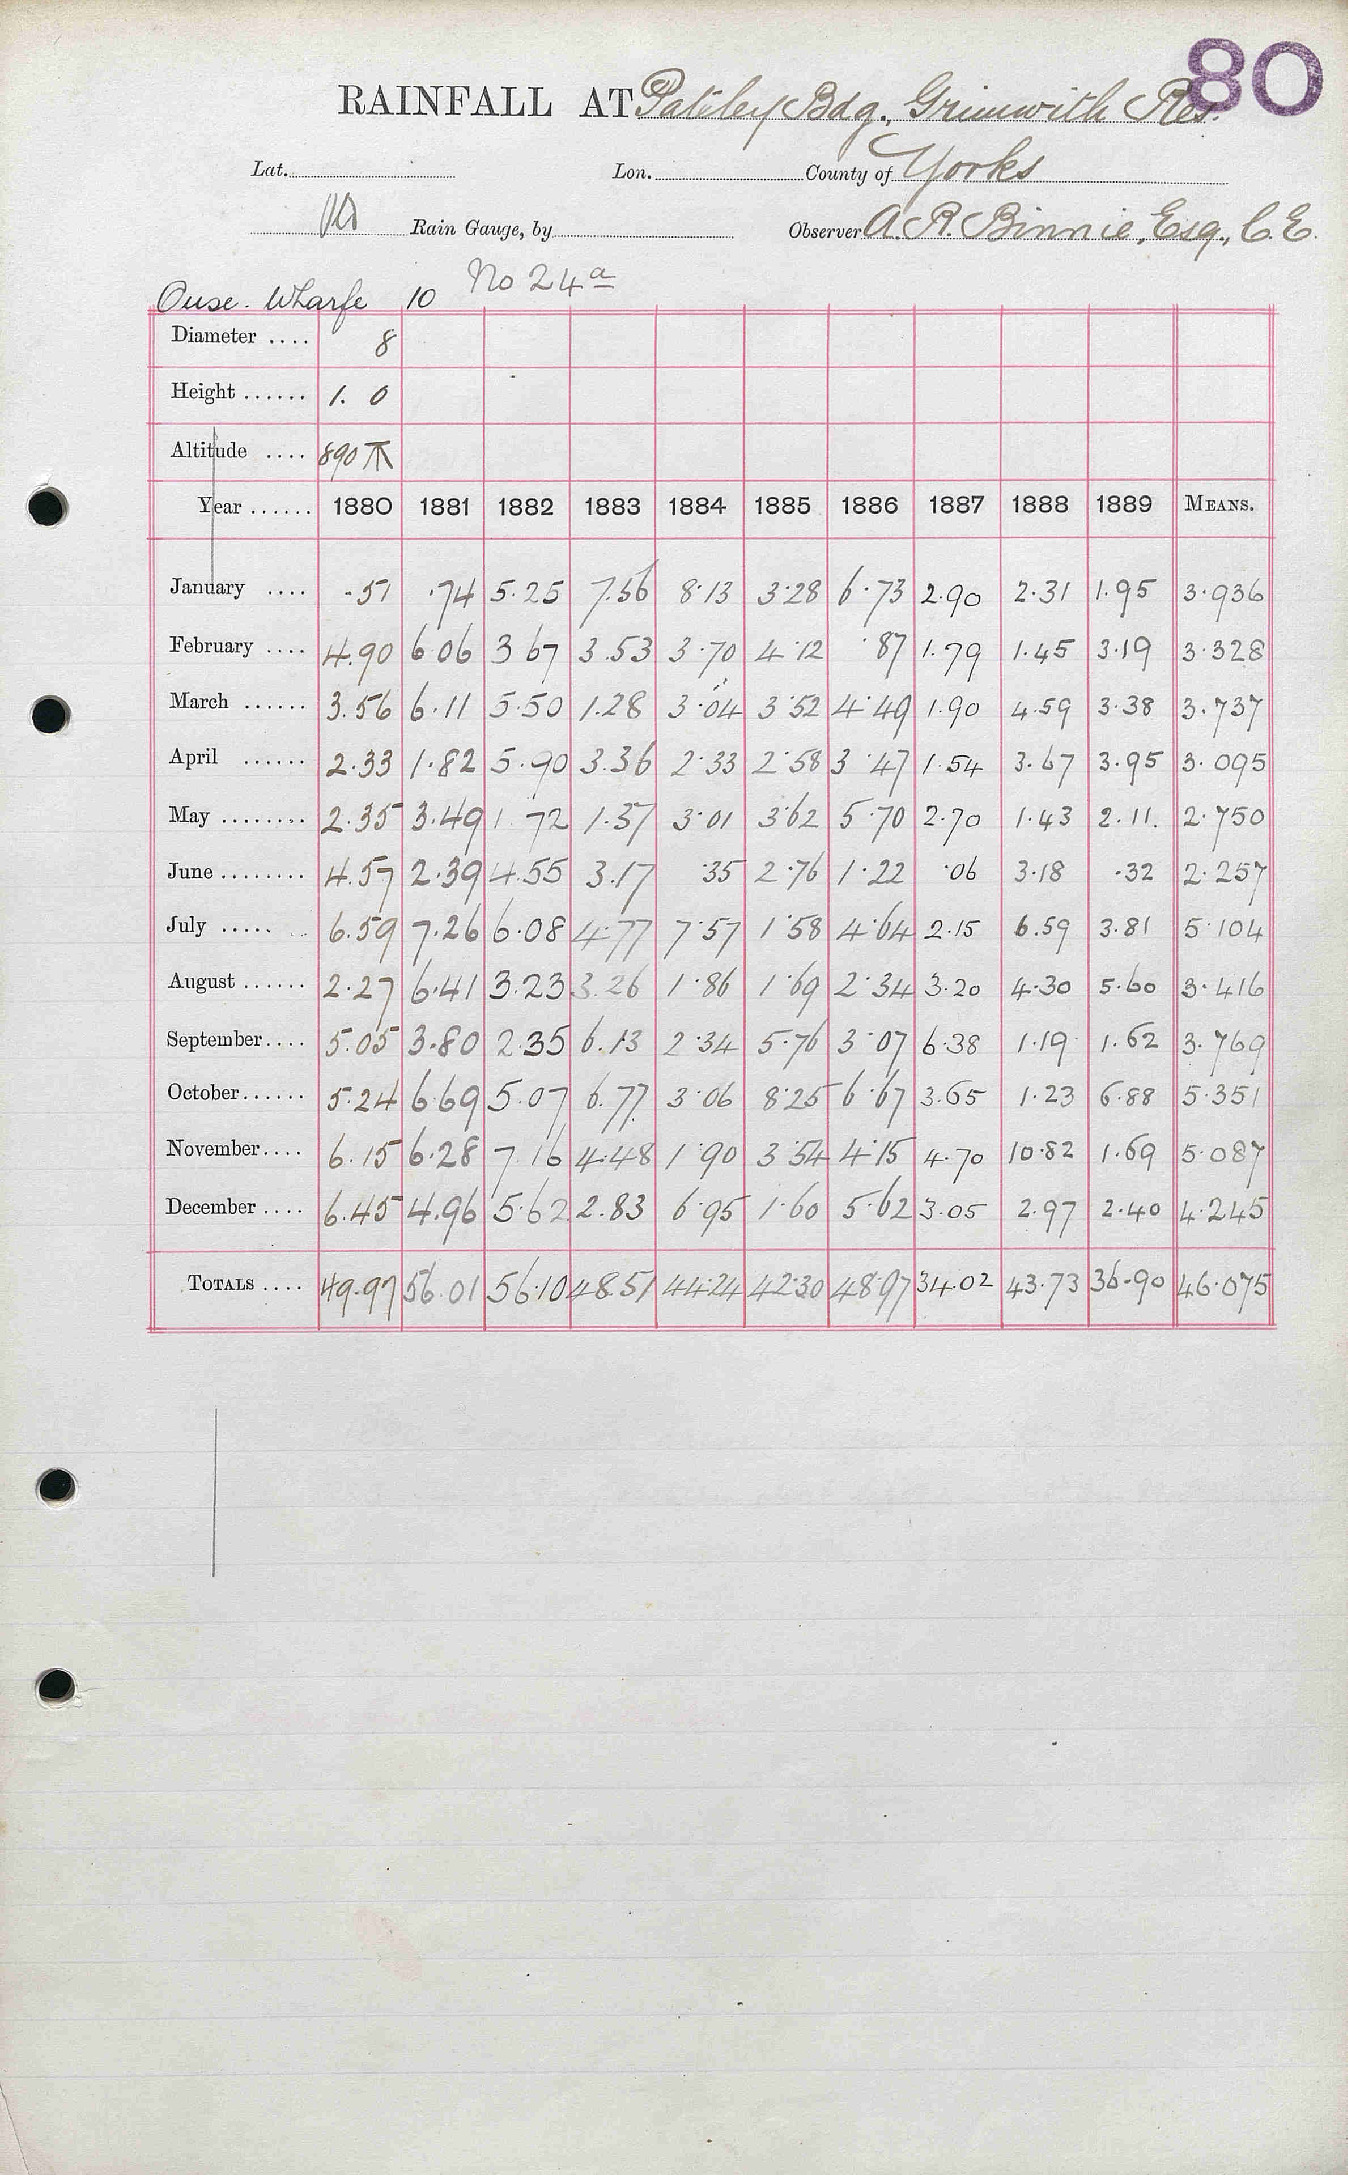 80
RAINFALL AT Pateley Bdg., Grimwith Res.
Lat. Lon. County of Yorks
Rain Gauge, by Observer A. R. Binnie, Esq., C.E.
Ouse. Wharfe 10 No 24a
Diameter .... 8
Height ...... 1. 0
Altitude .... 890
Year ...... 1880 1881 1882 1883 1884 1885 1886 1887 1888 1889 MEANS.
January .... .51 .74 5.25 7.56 8.13 3.28 6.73 2.90 2.31 1.95 3.936
February .... 4.90 6 06 3 67 3.53 3.70 4.12 .87 1.79 1.45 3.19 3.328
March ...... 3.56 6.11 5.50 1.28 3.04 3.52 4.49 1.90 4.59 3.38 3.737
April ...... 2.33 1.82 5.90 3.36 2.33 2.58 3.47 1.54 3.67 3.95 3.095
May ........ 2.35 3.49 1.72 1.37 3.01 3.62 5.70 2.70 1.43 2.11. 2.750
June ........ 4.57 2.39 4.55 3.17 .35 2.76 1.22 .06 3.18 .32 2.257
July ..... 6.59 7.26 6.08 4.77 7.57 1.58 4.64 2.15 6.59 3.81 5.104
August ...... 2.27 6.41 3.23 3.26 1.86 1.69 2.34 3.20 4.30 5.60 3.416
September.... 5.05 3.80 2.35 6.13 2.34 5.76 3.07 6.38 1.19 1.62 3.769
October...... 5.24 6.69 5.07 6.77 3.06 8.25 6.67 3.65 1.23 6.88 5.351
November.... 6.15 6.28 7.16 4.48 1.90 3.54 4.15 4.70 10.82 1.69 5.087
December .... 6.45 4.96 5.62 2.83 6.95 1.60 5.62 3.05 2.97 2.40 4.245
TOTALS .... 49.97 56.01 56.10 48.51 44.24 42.30 48.97 34.02 43.73 36.90 46.075